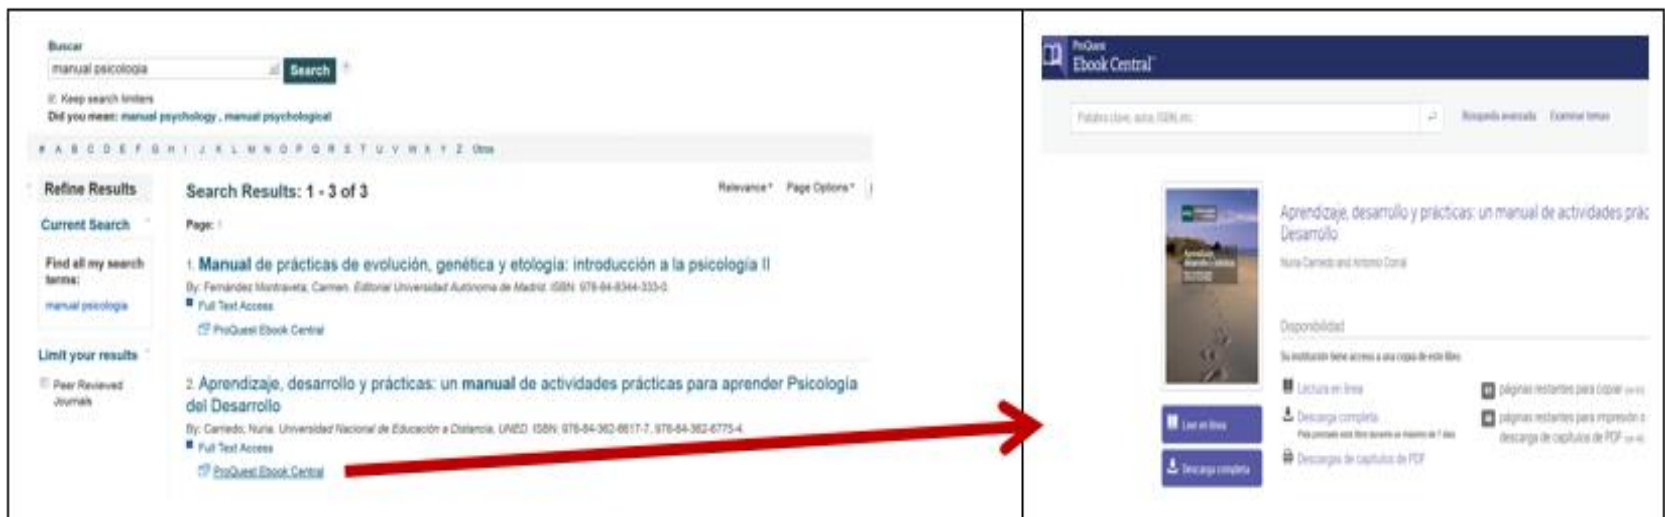 Buscar
manual psicologia
Search
Keep search limiters
Did you mean: manual psychology , manual psychological
# A B C D E F G H I J K L M N O P Q R S T U V W X Y Z Otros
Refine Results
Current Search
Find all my search
terms:
manual psicologia
Limit your results
Peer Reviewed
Journals
Search Results: 1 - 3 of 3
Relevance
Page Options
Page: 1
1. Manual de prácticas de evolución, genética y etología: introducción a la psicología II
By: Fernández Montraveta, Carmen. Editorial Universidad Autónoma de Madrid. ISBN: 978-84-8344-333-0.
Full Text Access
ProQuest Ebook Central
2. Aprendizaje, desarrollo y prácticas: un manual de actividades prácticas para aprender Psicología
del Desarrollo
By: Carriedo, Nuria. Universidad Nacional de Educación a Distancia, UNED. ISBN: 978-84-362-6617-7, 978-84-362-6775-4.
Full Text Access
ProQuest Ebook Central
ProQuest
Ebook Central
Palabra clave, autor, ISBN, etc.
Búsqueda avanzada
Examinar temas
Aprendizaje, desarrollo y prácticas: un manual de actividades prác
Desarrollo
Nuria Carriedo and Antonio Corral
Disponibilidad
Su institución tiene acceso a una copia de este libro.
Lectura en línea
Descarga completa
Descargas de capítulos de PDF
páginas restantes para copiar
páginas restantes para impresión o
descarga de capítulos de PDF
Leer en línea
Descarga completa